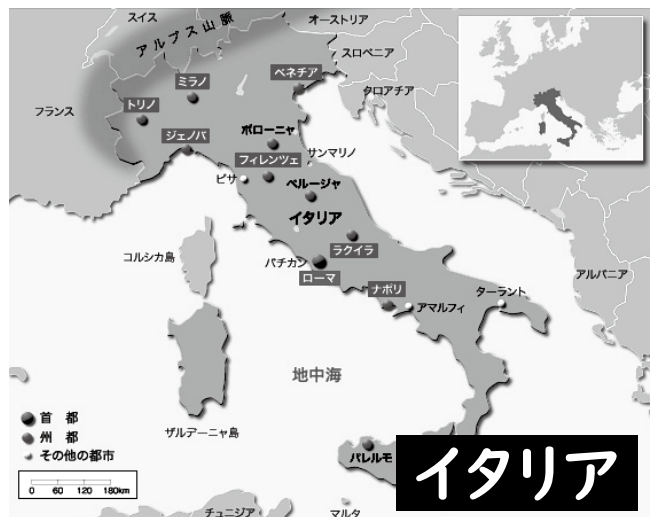 スイス
アルプス山脈
オーストリア
スロベニア
ベネチア
ミラノ
クロアチア
フランス
トリノ
ジェノバ
ボローニャ
サンマリノ
フィレンツェ
ピサ
ペルージャ
イタリア
ラクイラ
コルシカ島
バチカン
ローマ
アルバニア
ナポリ
ターラント
アマルフィ
地中海
首都
州都
その他の都市
ザルデーニャ島
パレルモ
イタリア
0 60 120 180km
チュニジア
マルタ